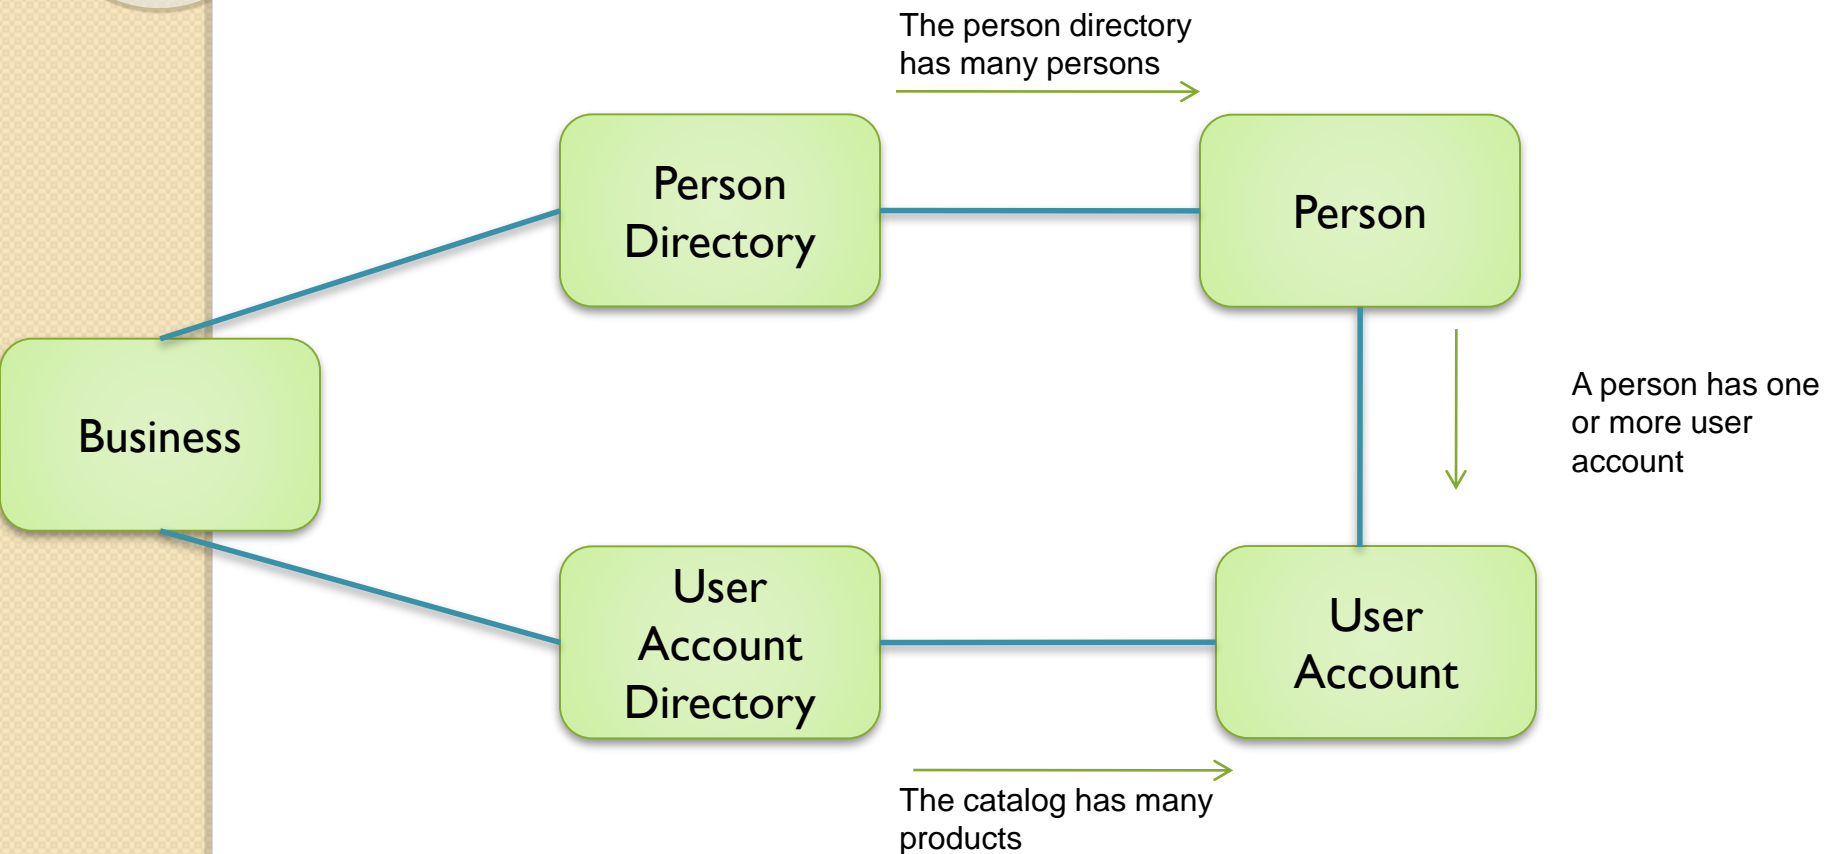 The person directory
has many persons
Person
Directory
Person
Business
A person has one
or more user
account
User
Account
Directory
User
Account
The catalog has many
products